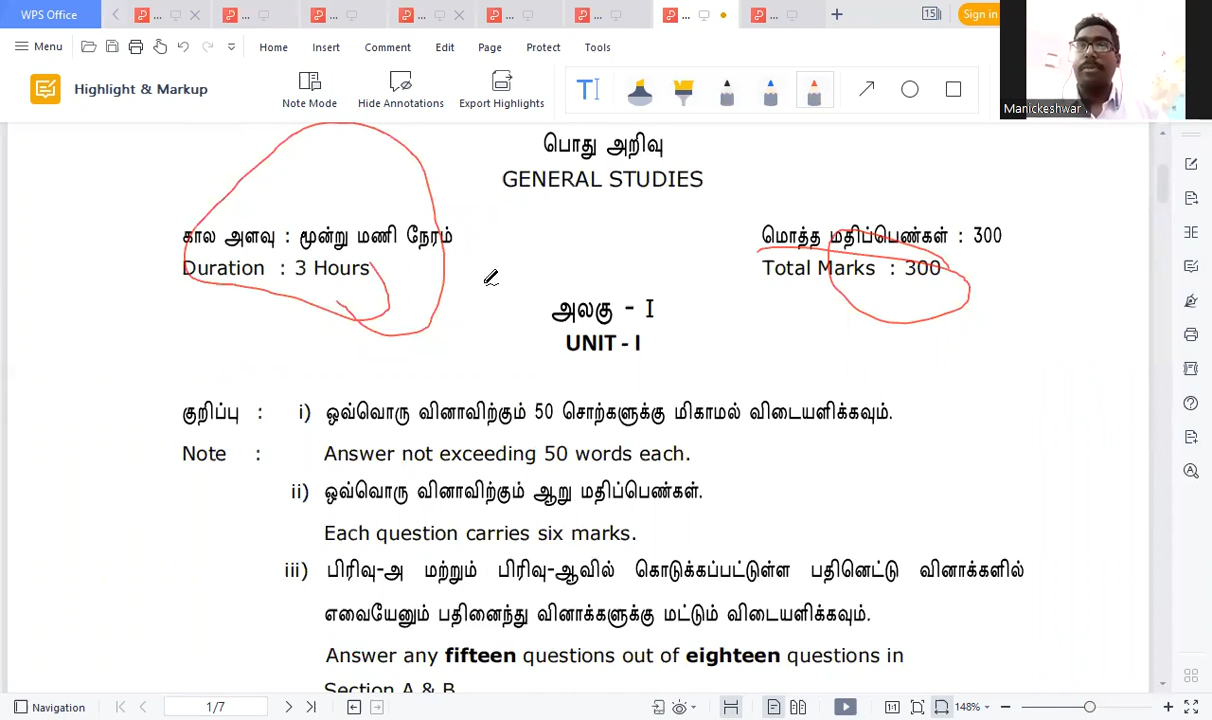 WPS Office
...
...
...
...
...
...
...
...
15
Sign in
Menu
Home
Insert
Comment
Edit
Page
Protect
Tools
Highlight & Markup
Note Mode
Hide Annotations
Export Highlights
Manickeshwar
பொது அறிவு
GENERAL STUDIES
கால அளவு : மூன்று மணி நேரம்
மொத்த மதிப்பெண்கள் : 300
Duration : 3 Hours
Total Marks : 300
அலகு - I
UNIT - I
குறிப்பு : i) ஒவ்வொரு வினாவிற்கும் 50 சொற்களுக்கு மிகாமல் விடையளிக்கவும்.
Note : Answer not exceeding 50 words each.
ii) ஒவ்வொரு வினாவிற்கும் ஆறு மதிப்பெண்கள்.
Each question carries six marks.
iii) பிரிவு-அ மற்றும் பிரிவு-ஆவில் கொடுக்கப்பட்டுள்ள பதினெட்டு வினாக்களில்
எவையேனும் பதினைந்து வினாக்களுக்கு மட்டும் விடையளிக்கவும்.
Answer any fifteen questions out of eighteen questions in
Section A & B
Navigation
1/7
1:1
148%